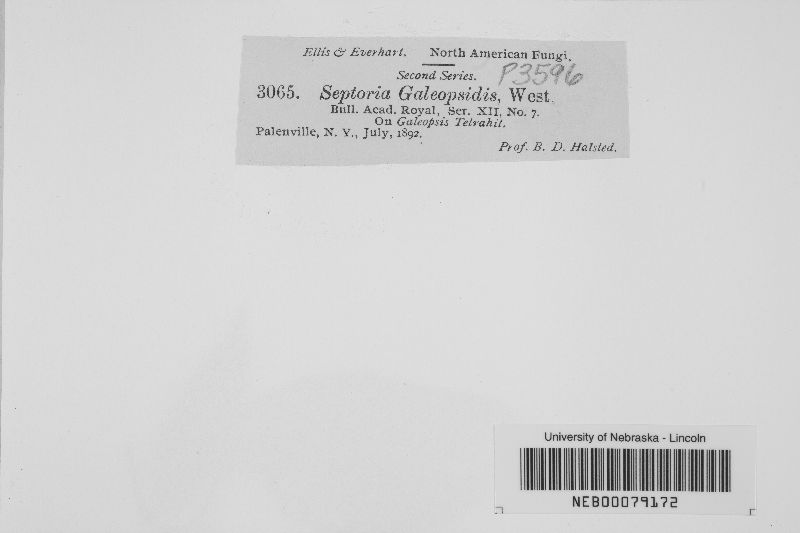 Ellis & Everhart. North American Fungi.
Second Series.
P3596
3065. Septoria Galeopsidis, West.
Bull. Acad. Royal, Ser. XII, No. 7.
On Galeopsis Tetrahit.
Palenville, N. Y., July, 1892.
Prof. B. D. Halsted.
University of Nebraska - Lincoln
NEB00079172